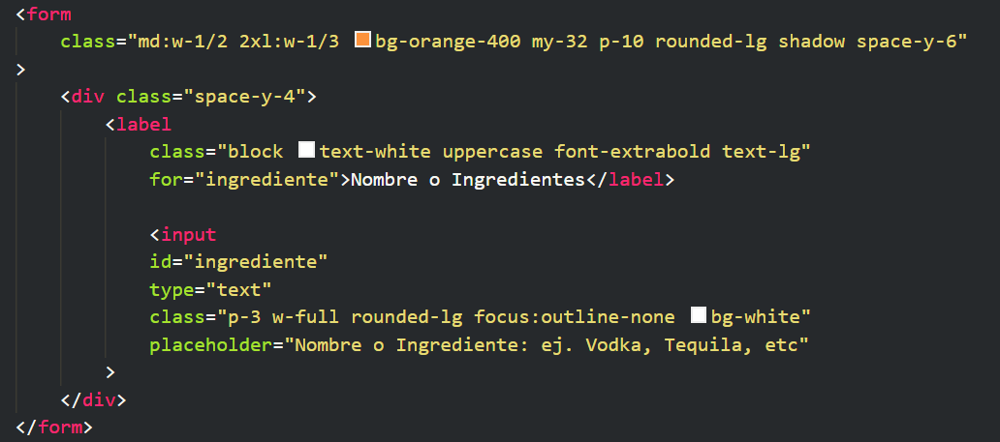 <form
class="md:w-1/2 2xl:w-1/3 bg-orange-400 my-32 p-10 rounded-lg shadow space-y-6"
>
<div class="space-y-4">
<label
class="block text-white uppercase font-extrabold text-lg"
for="ingrediente">Nombre o Ingredientes</label>
<input
id="ingrediente"
type="text"
class="p-3 w-full rounded-lg focus:outline-none bg-white"
placeholder="Nombre o Ingrediente: ej. Vodka, Tequila, etc"
>
</div>
</form>